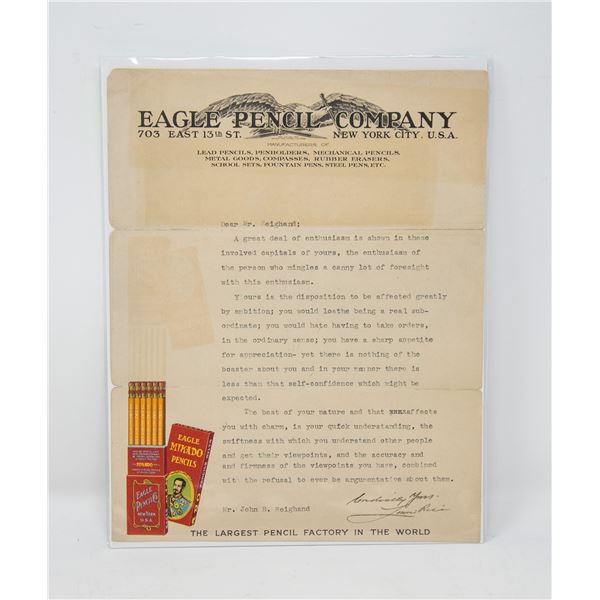 EAGLE PENCIL COMPANY
703 EAST 13th ST. NEW YORK CITY. U.S.A.
MANUFACTURERS OF
LEAD PENCILS, PENHOLDERS, MECHANICAL PENCILS,
METAL GOODS, COMPASSES, RUBBER ERASERS,
SCHOOL SETS, FOUNTAIN PENS, STEEL PENS, ETC.
Dear Mr. Heighand;
A great deal of enthusiasm is shown in these
involved capitals of yours, the enthusiasm of
the person who mingles a canny lot of foresight
with this enthusiasm.
Yours is the disposition to be affected greatly
by ambition; you would loathe being a real sub-
ordinate; you would hate having to take orders,
in the ordinary sense; you have a sharp appetite
for appreciation- yet there is nothing of the
boaster about you and in your manner there is
less than that self-confidence which might be
expected.
The best of your nature and that affects
you with charm, is your quick understanding, the
swiftness with which you understand other people
and get their viewpoints, and the accuracy and
and firmness of the viewpoints you have, combined
with the refusal to ever be argumentative about them.
Cordially Yours,
Mr. John B. Heighand
EAGLE
MIKADO
PENCILS
MIKADO
EAGLE
PENCIL CO.
NEW YORK
U.S.A.
THE LARGEST PENCIL FACTORY IN THE WORLD